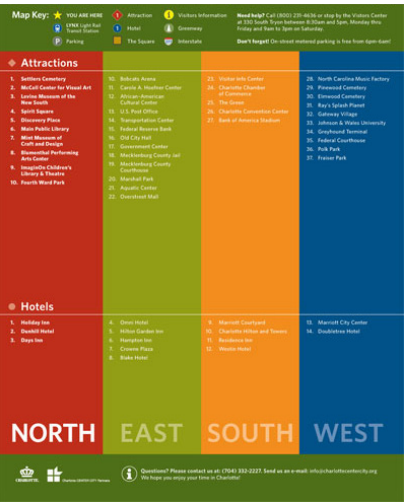 Map Key:
YOU ARE HERE
LYNX Light Rail
Transit Station
P Parking
1 Attraction
1 Hotel
The Square
i Visitors Information
Greenway
Interstate
Need help? Call (800) 231-4636 or stop by the Visitors Center
at 330 South Tryon between 8:30am and 5pm, Monday thru
Friday and 9am to 3pm on Saturday.
Don't forget! On-street metered parking is free from 6pm-6am!
Attractions
1. Settlers Cemetery
2. McColl Center for Visual Art
3. Levine Museum of the
New South
4. Spirit Square
5. Discovery Place
6. Main Public Library
7. Mint Museum of
Craft and Design
8. Blumenthal Performing
Arts Center
9. ImaginOn Children's
Library & Theatre
10. Fourth Ward Park
10. Bobcats Arena
11. Carole A. Hoefner Center
12. African-American
Cultural Center
13. U.S. Post Office
14. Transportation Center
15. Federal Reserve Bank
16. Old City Hall
17. Government Center
18. Mecklenburg County Jail
19. Mecklenburg County
Courthouse
20. Marshall Park
21. Aquatic Center
22. Overstreet Mall
23. Visitor Info Center
24. Charlotte Chamber
of Commerce
25. The Green
26. Charlotte Convention Center
27. Bank of America Stadium
28. North Carolina Music Factory
29. Pinewood Cemetery
30. Elmwood Cemetery
31. Ray's Splash Planet
32. Gateway Village
33. Johnson & Wales University
34. Greyhound Terminal
35. Federal Courthouse
36. Polk Park
37. Frazier Park
Hotels
1. Holiday Inn
2. Dunhill Hotel
3. Days Inn
4. Omni Hotel
5. Hilton Garden Inn
6. Hampton Inn
7. Crowne Plaza
8. Blake Hotel
9. Marriott Courtyard
10. Charlotte Hilton and Towers
11. Residence Inn
12. Westin Hotel
13. Marriott City Center
14. Doubletree Hotel
NORTH EAST SOUTH WEST
CHARLOTTE.
Charlotte CENTER CITY Partners
i
Questions? Please contact us at: (704) 332-2227. Send us an e-mail: info@charlottecentercity.org
We hope you enjoy your time in Charlotte!